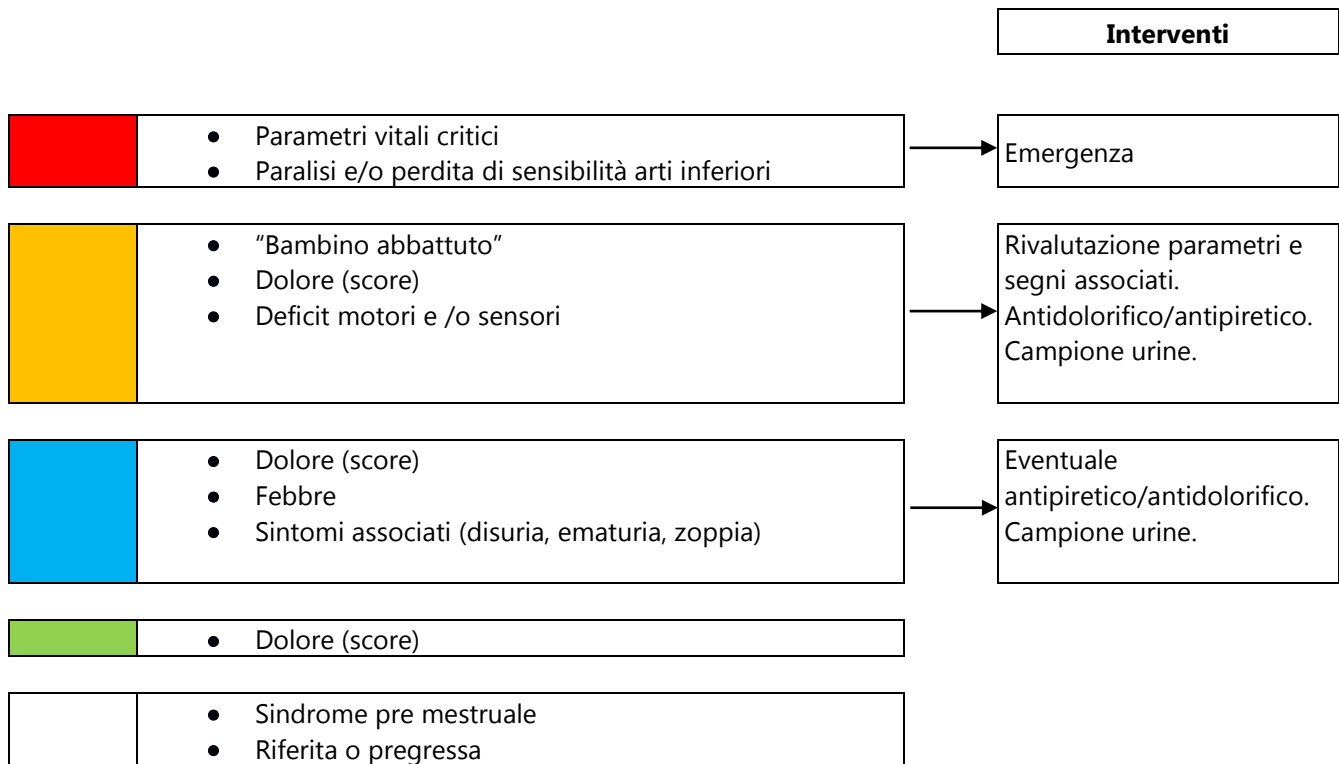 Interventi
● Parametri vitali critici
● Paralisi e/o perdita di sensibilità arti inferiori
Emergenza
● “Bambino abbattuto”
● Dolore (score)
● Deficit motori e /o sensori
Rivalutazione parametri e
segni associati.
Antidolorifico/antipiretico.
Campione urine.
● Dolore (score)
● Febbre
● Sintomi associati (disuria, ematuria, zoppia)
Eventuale
antipiretico/antidolorifico.
Campione urine.
● Dolore (score)
● Sindrome pre mestruale
● Riferita o pregressa